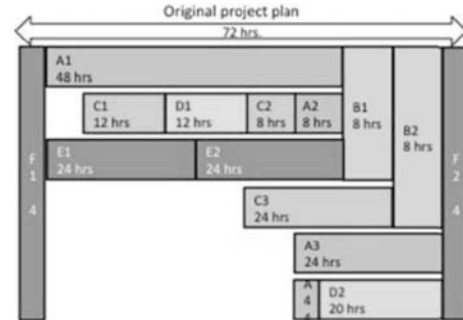 Original project plan
72 hrs.
A1
48 hrs
C1
12 hrs
D1
12 hrs
C2
8 hrs
A2
8 hrs
B1
8 hrs
B2
8 hrs
E1
24 hrs
E2
24 hrs
F
1
4
F
2
4
C3
24 hrs
A3
24 hrs
A
4
4
D2
20 hrs